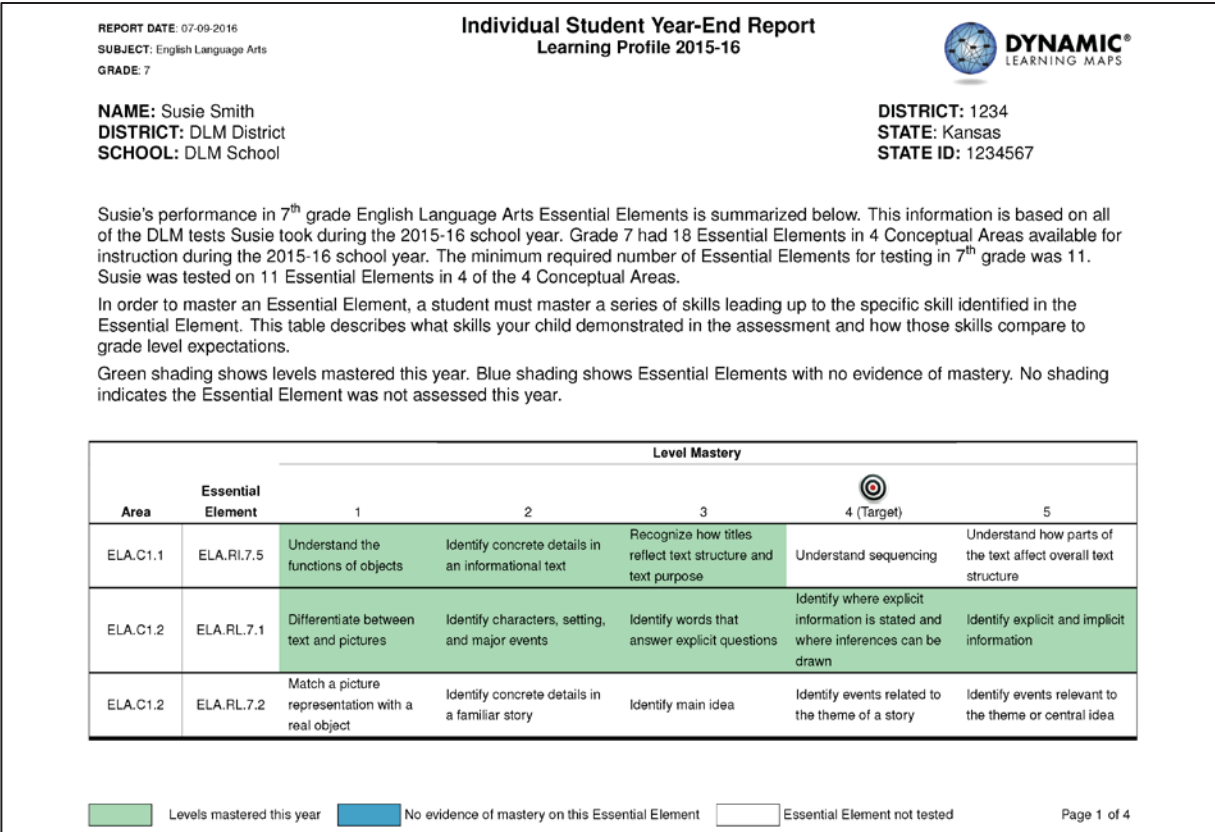 REPORT DATE: 07-09-2016
SUBJECT: English Language Arts
GRADE: 7
Individual Student Year-End Report
Learning Profile 2015-16
DYNAMIC®
LEARNING MAPS
NAME: Susie Smith
DISTRICT: DLM District
SCHOOL: DLM School
DISTRICT: 1234
STATE: Kansas
STATE ID: 1234567
Susie's performance in 7th grade English Language Arts Essential Elements is summarized below. This information is based on all
of the DLM tests Susie took during the 2015-16 school year. Grade 7 had 18 Essential Elements in 4 Conceptual Areas available for
instruction during the 2015-16 school year. The minimum required number of Essential Elements for testing in 7th grade was 11.
Susie was tested on 11 Essential Elements in 4 of the 4 Conceptual Areas.
In order to master an Essential Element, a student must master a series of skills leading up to the specific skill identified in the
Essential Element. This table describes what skills your child demonstrated in the assessment and how those skills compare to
grade level expectations.
Green shading shows levels mastered this year. Blue shading shows Essential Elements with no evidence of mastery. No shading
indicates the Essential Element was not assessed this year.
Level Mastery
Area
Essential
Element
1
2
3
4 (Target)
5
ELA.C1.1
ELA.RI.7.5
Understand the
functions of objects
Identify concrete details in
an informational text
Recognize how titles
reflect text structure and
text purpose
Understand sequencing
Understand how parts of
the text affect overall text
structure
ELA.C1.2
ELA.RL.7.1
Differentiate between
text and pictures
Identify characters, setting,
and major events
Identify words that
answer explicit questions
Identify where explicit
information is stated and
where inferences can be
drawn
Identify explicit and implicit
information
ELA.C1.2
ELA.RL.7.2
Match a picture
representation with a
real object
Identify concrete details in
a familiar story
Identify main idea
Identify events related to
the theme of a story
Identify events relevant to
the theme or central idea
Levels mastered this year
No evidence of mastery on this Essential Element
Essential Element not tested
Page 1 of 4